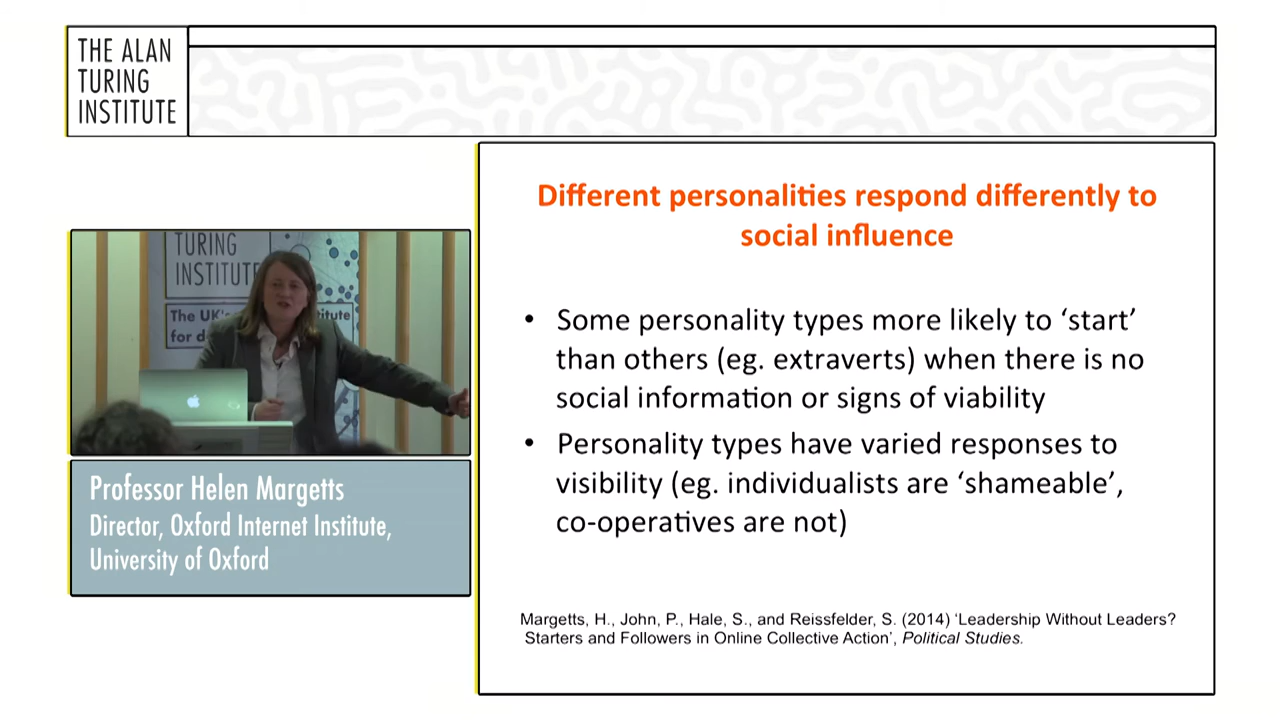 THE ALAN
TURING
INSTITUTE
Different personalities respond differently to
social influence
TURING
INSTITUTE
The UK's
itute
for d
• Some personality types more likely to ‘start’
than others (eg. extraverts) when there is no
social information or signs of viability
• Personality types have varied responses to
visibility (eg. individualists are ‘shameable’,
co-operatives are not)
Professor Helen Margetts
Director, Oxford Internet Institute,
University of Oxford
Margetts, H., John, P., Hale, S., and Reissfelder, S. (2014) ‘Leadership Without Leaders?
Starters and Followers in Online Collective Action’, Political Studies.